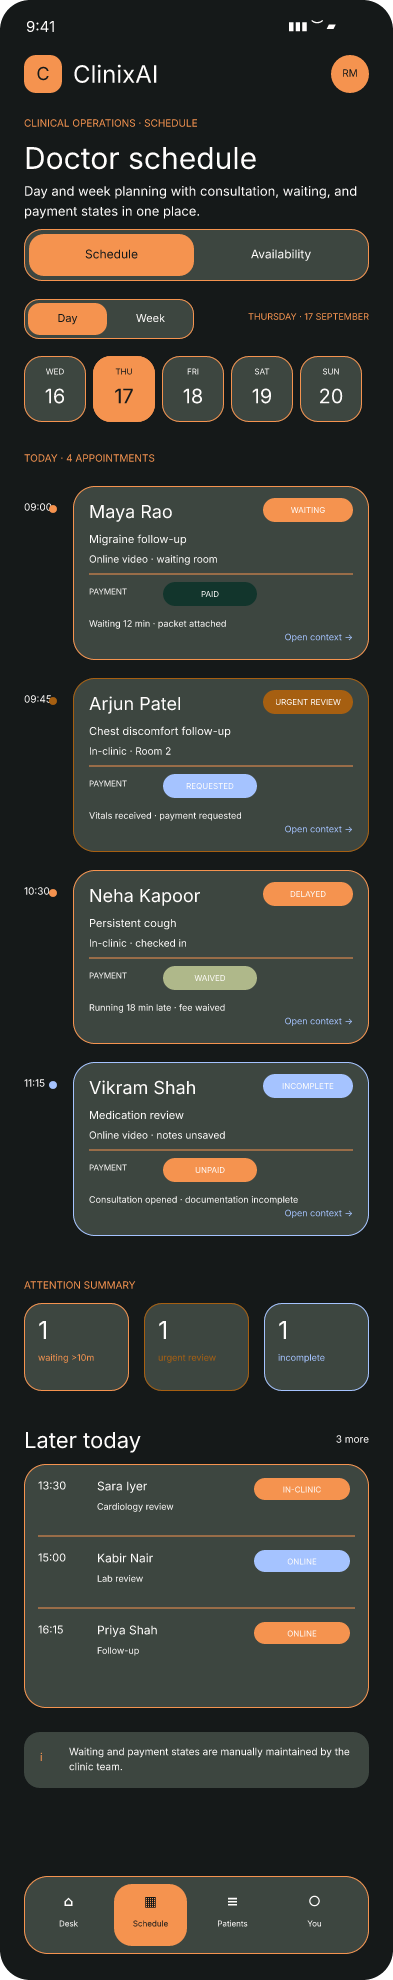 9:41
C ClinixAI RM
CLINICAL OPERATIONS · SCHEDULE
Doctor schedule
Day and week planning with consultation, waiting, and
payment states in one place.
Schedule Availability
Day Week THURSDAY · 17 SEPTEMBER
WED THU FRI SAT SUN
16 17 18 19 20
TODAY · 4 APPOINTMENTS
09:00 Maya Rao WAITING
Migraine follow-up
Online video · waiting room
PAYMENT PAID
Waiting 12 min · packet attached
Open context →
09:45 Arjun Patel URGENT REVIEW
Chest discomfort follow-up
In-clinic · Room 2
PAYMENT REQUESTED
Vitals received · payment requested
Open context →
10:30 Neha Kapoor DELAYED
Persistent cough
In-clinic · checked in
PAYMENT WAIVED
Running 18 min late · fee waived
Open context →
11:15 Vikram Shah INCOMPLETE
Medication review
Online video · notes unsaved
PAYMENT UNPAID
Consultation opened · documentation incomplete
Open context →
ATTENTION SUMMARY
1 1 1
waiting >10m urgent review incomplete
Later today 3 more
13:30 Sara Iyer IN-CLINIC
Cardiology review
15:00 Kabir Nair ONLINE
Lab review
16:15 Priya Shah ONLINE
Follow-up
i Waiting and payment states are manually maintained by the
clinic team.
Desk Schedule Patients You